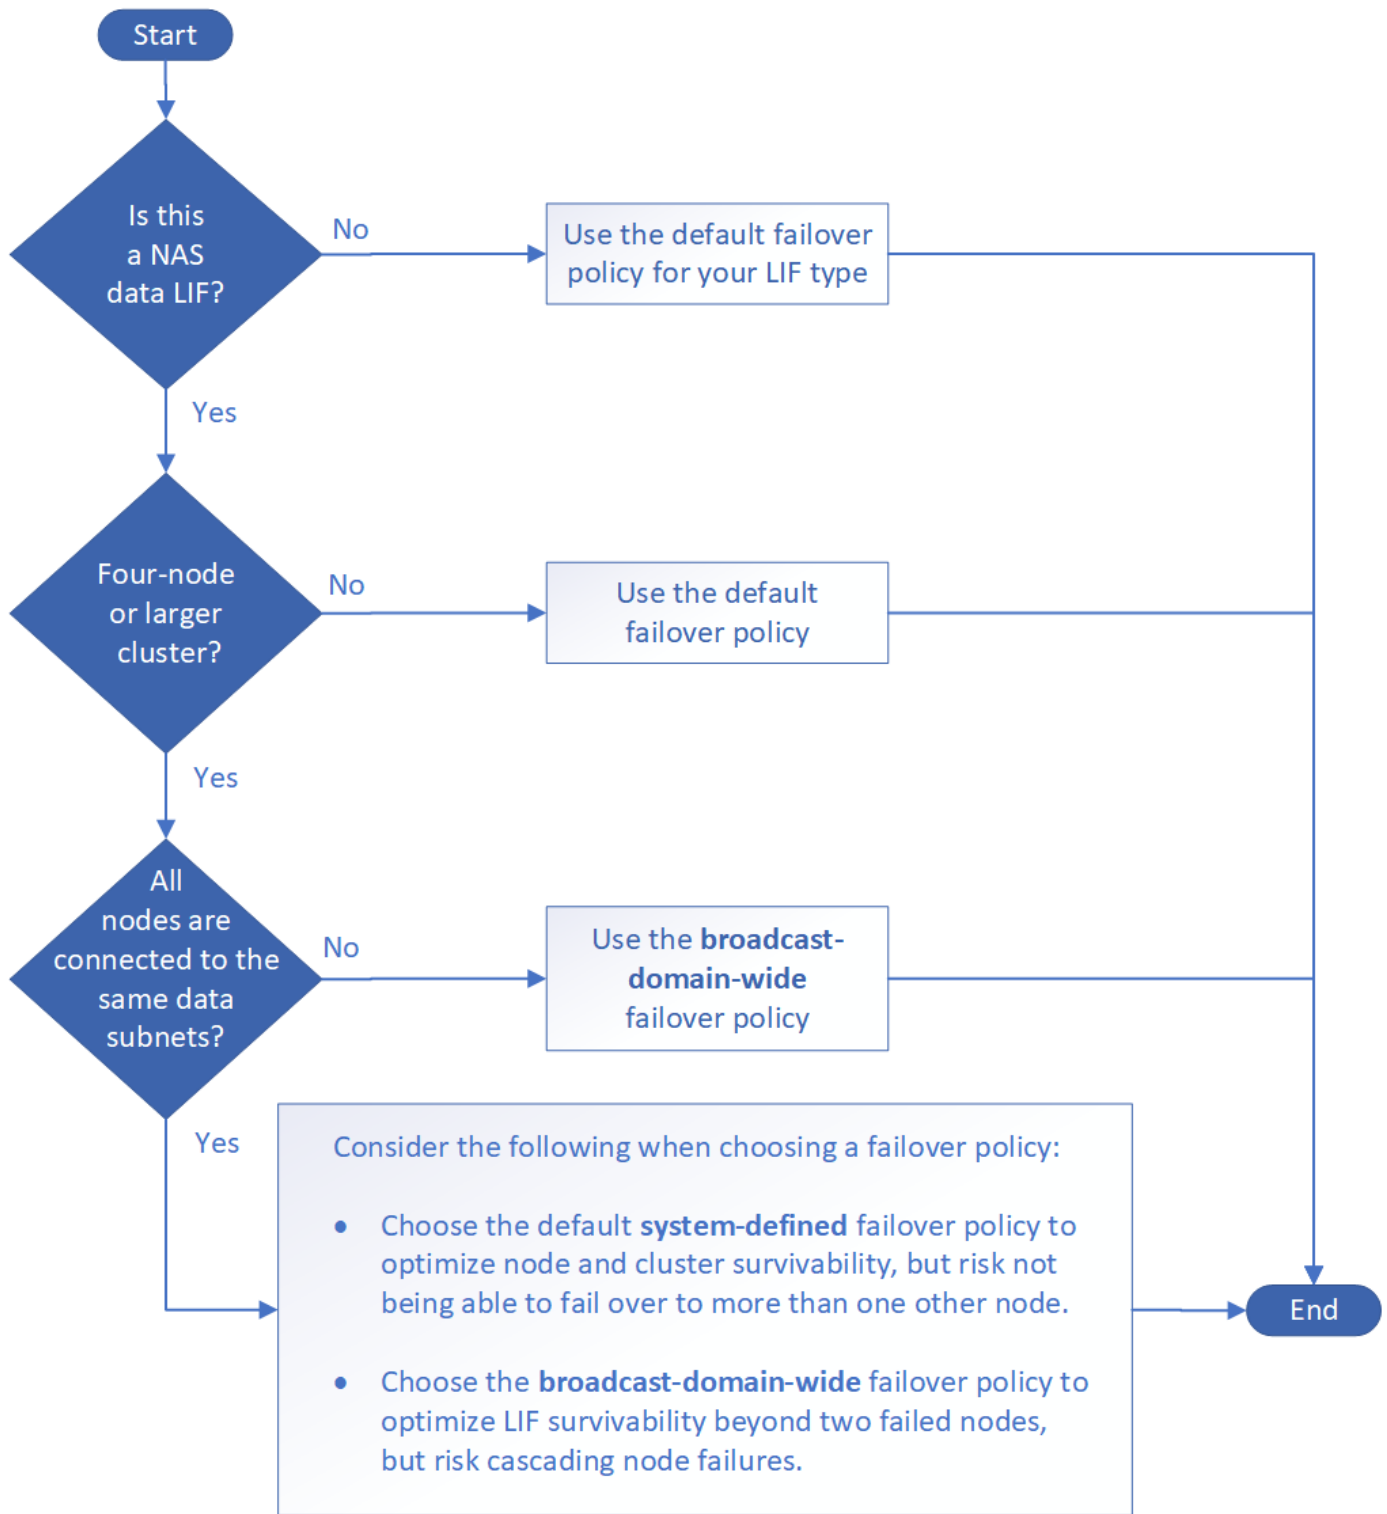 Start
Is this
a NAS
data LIF?
No
Use the default failover
policy for your LIF type
Yes
Four-node
or larger
cluster?
No
Use the default
failover policy
Yes
All
nodes are
connected to the
same data
subnets?
No
Use the broadcast-
domain-wide
failover policy
Yes
Consider the following when choosing a failover policy:
• Choose the default system-defined failover policy to
optimize node and cluster survivability, but risk not
being able to fail over to more than one other node.
• Choose the broadcast-domain-wide failover policy to
optimize LIF survivability beyond two failed nodes,
but risk cascading node failures.
End